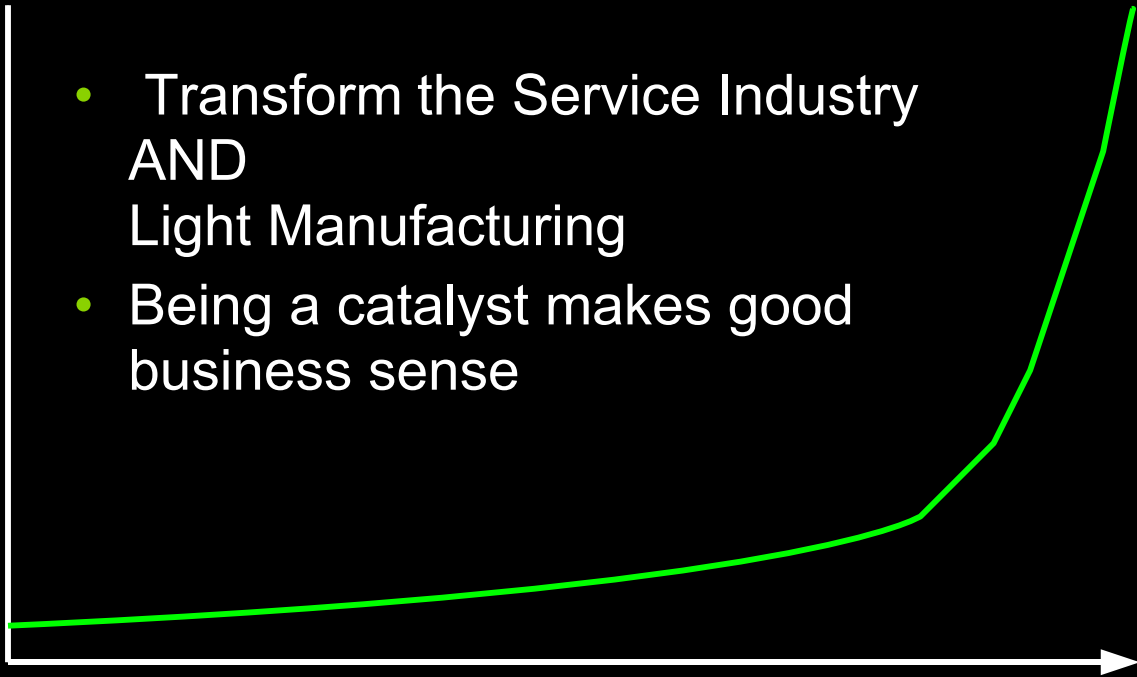 • Transform the Service Industry
AND
Light Manufacturing
• Being a catalyst makes good
business sense